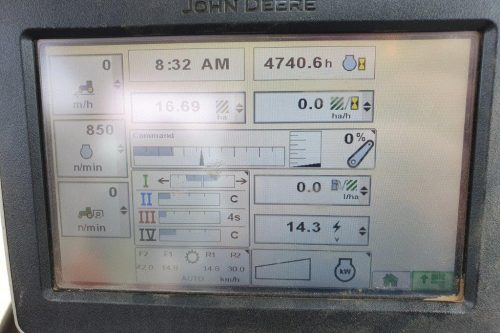 JOHN DEERE
0
8:32 AM
4740.6 h
m/h
16.69
ha
0.0
ha/h
850
n/min
Command
0%
I
II
C
III
4s
IV
C
0
n/min
0.0
l/ha
14.3
V
F2 F1 R1 R2
42.0 14.9 14.9 30.0
AUTO km/h
kW